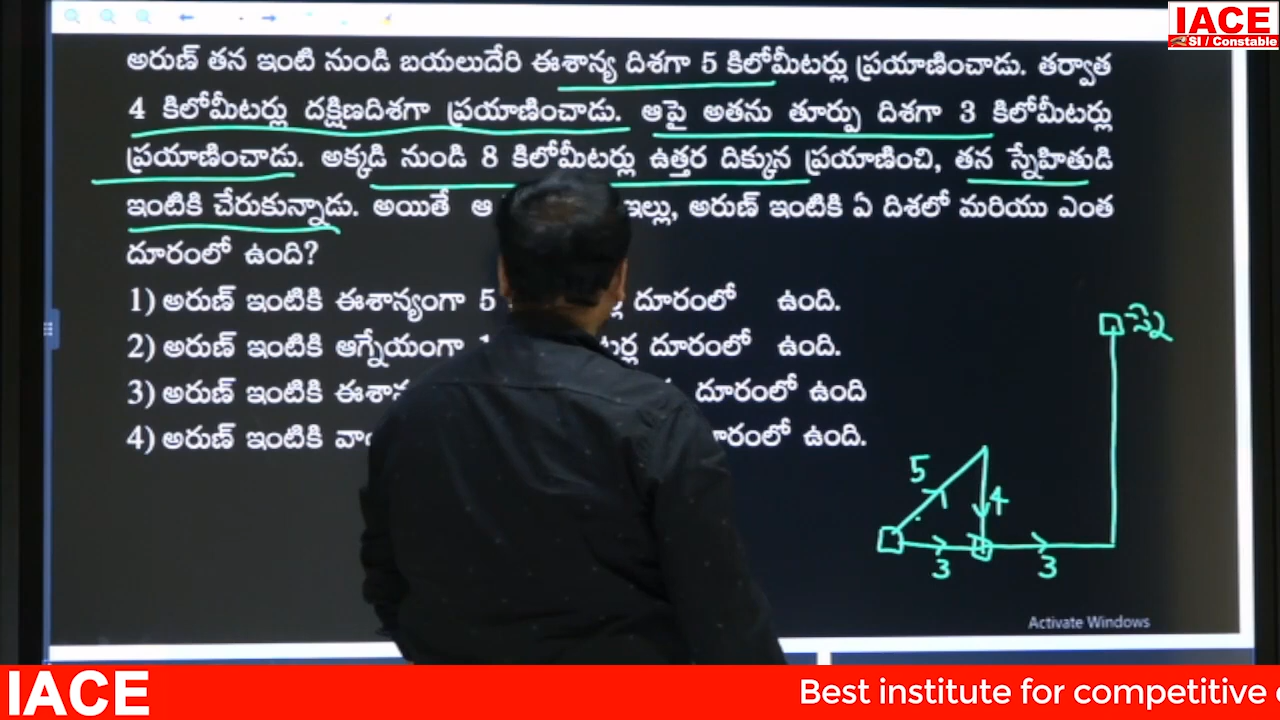 IACE
SI / Constable
అరుణ్ తన ఇంటి నుండి బయలుదేరి ఈశాన్య దిశగా 5 కిలోమీటర్లు ప్రయాణించాడు. తర్వాత
4 కిలోమీటర్లు దక్షిణదిశగా ప్రయాణించాడు. ఆపై అతను తూర్పు దిశగా 3 కిలోమీటర్లు
ప్రయాణించాడు. అక్కడి నుండి 8 కిలోమీటర్లు ఉత్తర దిక్కున ప్రయాణించి, తన స్నేహితుడి
ఇంటికి చేరుకున్నాడు. అయితే ఆ ఇల్లు, అరుణ్ ఇంటికి ఏ దిశలో మరియు ఎంత
దూరంలో ఉంది?
1) అరుణ్ ఇంటికి ఈశాన్యంగా 5 దూరంలో ఉంది.
2) అరుణ్ ఇంటికి ఆగ్నేయంగా దూరంలో ఉంది.
3) అరుణ్ ఇంటికి దూరంలో ఉంది
4) అరుణ్ ఇంటికి ఉంది.
5
4
3
3
Activate Windows
IACE
Best institute for competitive